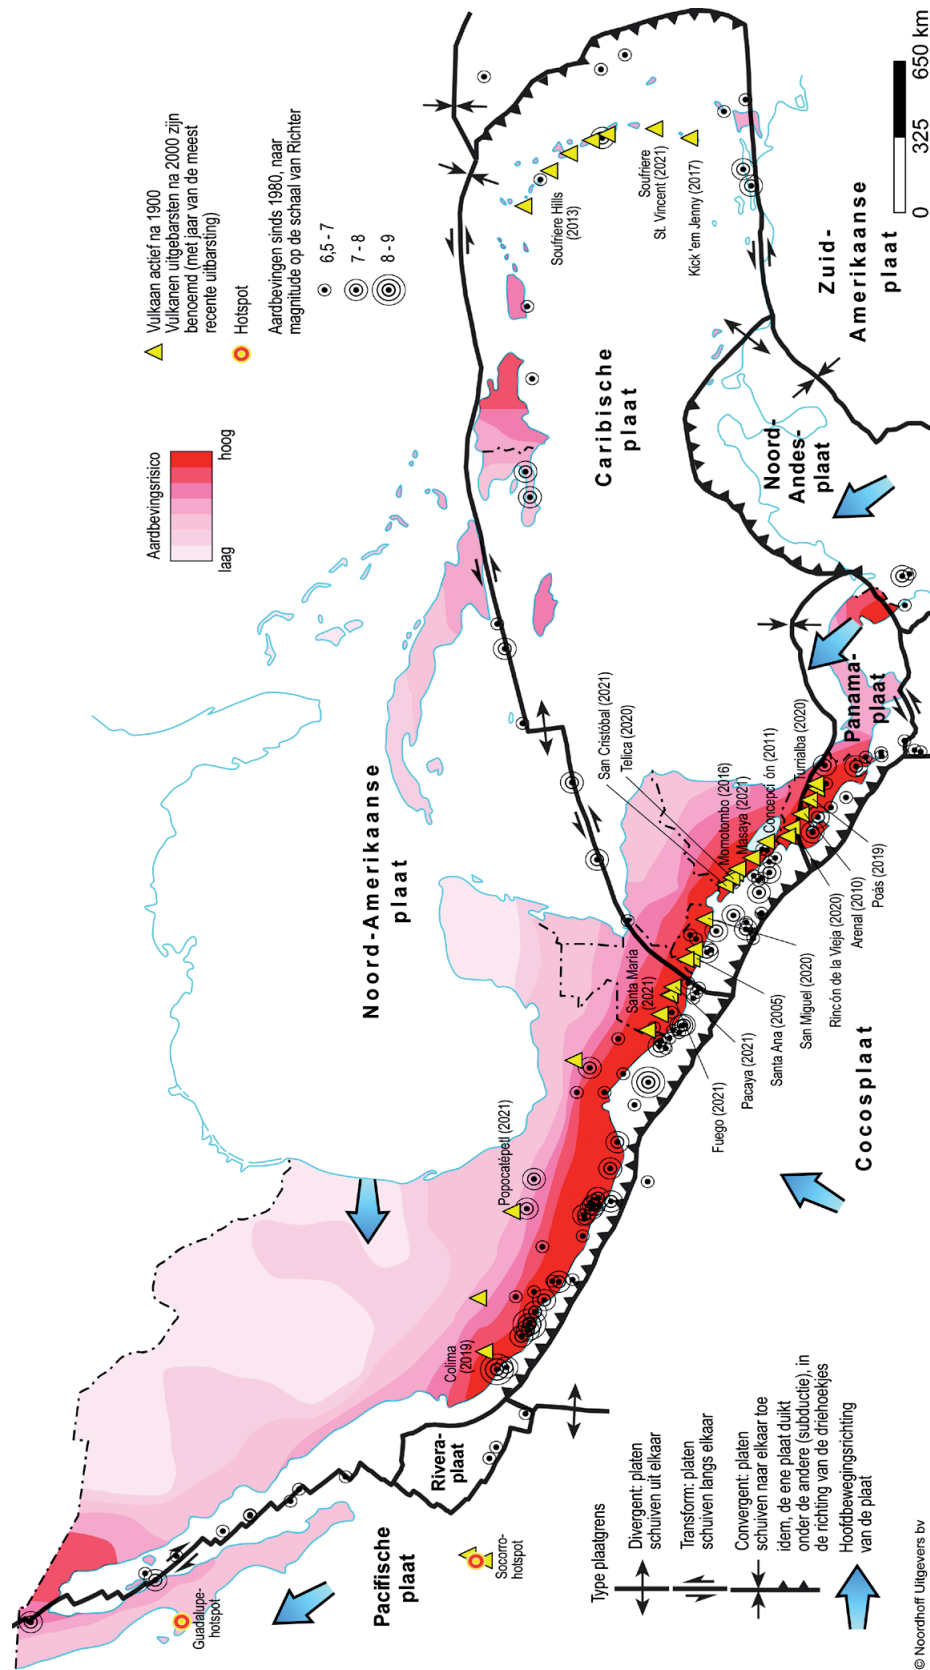 Aardbevingsrisico
laag
hoog
Vulkaan actief na 1900
Vulkanen uitgebarsten na 2000 zijn
benoemd (met jaar van de meest
recente uitbarsting)
Hotspot
Aardbevingen sinds 1980, naar
magnitude op de schaal van Richter
6,5 - 7
7 - 8
8 - 9
Noord-Amerikaanse
plaat
Caribische
plaat
Soufriere Hills
(2013)
Soufriere
St. Vincent (2021)
Kick 'em Jenny (2017)
Zuid-
Amerikaanse
plaat
Noord-
Andes-
plaat
Panama-
plaat
Cocosplaat
Rivera-
plaat
Pacifische
plaat
Guadalupe-
hotspot
Socorro-
hotspot
Colima
(2019)
Popocatépetl (2021)
Santa Maria
(2021)
Fuego (2021)
Pacaya (2021)
Santa Ana (2005)
San Miguel (2020)
San Cristóbal (2021)
Telica (2020)
Momotombo (2016)
Masaya (2021)
Concepci ón (2011)
Turrialba (2020)
Rincón de la Vieja (2020)
Arenal (2010)
Poás (2019)
Type plaatgrens
Divergent: platen
schuiven uit elkaar
Transform: platen
schuiven langs elkaar
Convergent: platen
schuiven naar elkaar toe
idem, de ene plaat duikt
onder de andere (subductie), in
de richting van de driehoekjes
Hoofdbewegingsrichting
van de plaat
0 325 650 km
© Noordhoff Uitgevers bv